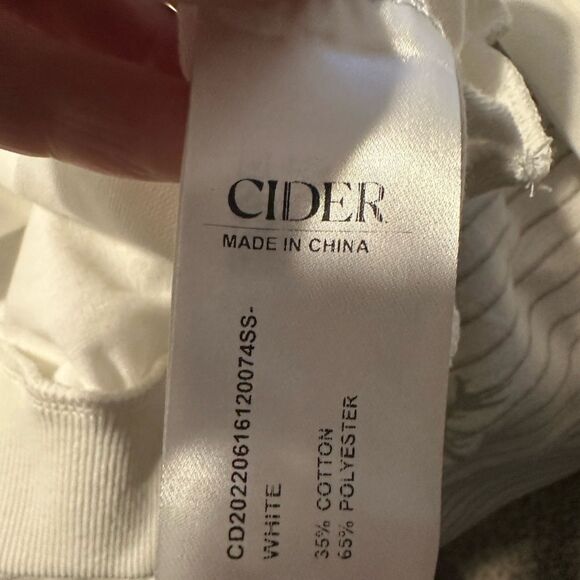 CIDER
MADE IN CHINA
CD20220616120074SS-
WHITE
35% COTTON
65% POLYESTER